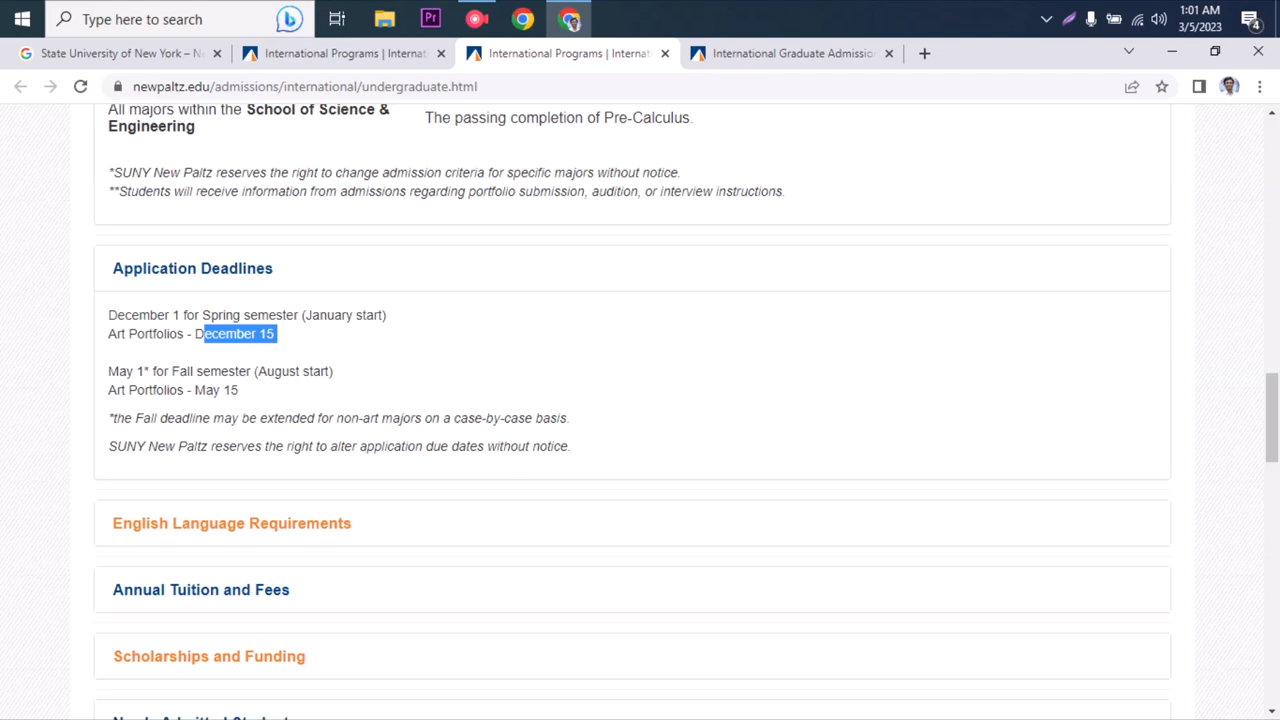 Type here to search
Pr
1:01 AM
3/5/2023
4
State University of New York – N
International Programs | Internat
International Programs | Internat
International Graduate Admission
newpaltz.edu/admissions/international/undergraduate.html
All majors within the School of Science &
Engineering
The passing completion of Pre-Calculus.
*SUNY New Paltz reserves the right to change admission criteria for specific majors without notice.
**Students will receive information from admissions regarding portfolio submission, audition, or interview instructions.
Application Deadlines
December 1 for Spring semester (January start)
Art Portfolios - December 15
May 1* for Fall semester (August start)
Art Portfolios - May 15
*the Fall deadline may be extended for non-art majors on a case-by-case basis.
SUNY New Paltz reserves the right to alter application due dates without notice.
English Language Requirements
Annual Tuition and Fees
Scholarships and Funding